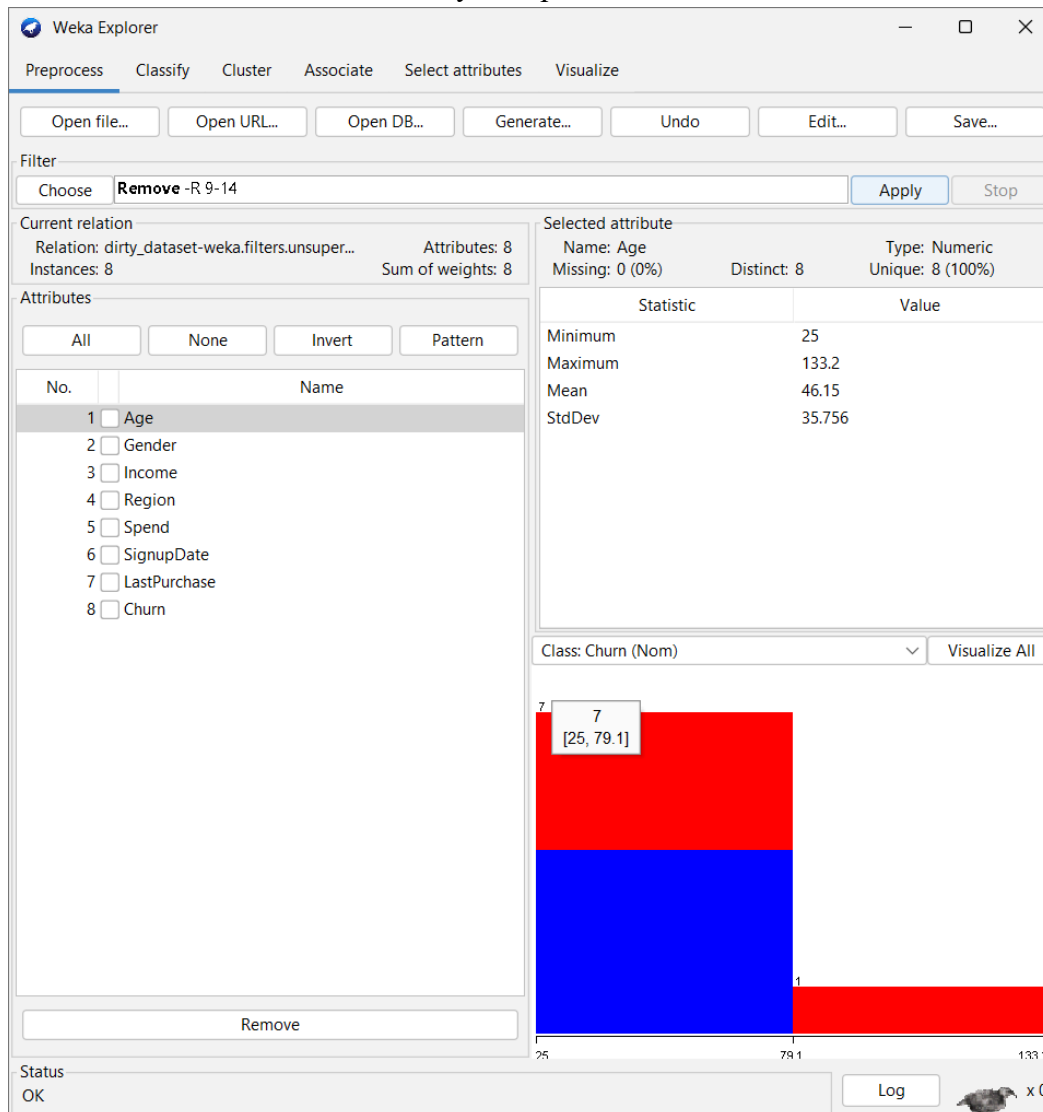 Weka Explorer
Preprocess Classify Cluster Associate Select attributes Visualize
Open file... Open URL... Open DB... Generate... Undo Edit... Save...
Filter
Choose Remove -R 9-14 Apply Stop
Current relation
Relation: dirty_dataset-weka.filters.unsuper... Attributes: 8
Instances: 8 Sum of weights: 8
Selected attribute
Name: Age Type: Numeric
Missing: 0 (0%) Distinct: 8 Unique: 8 (100%)
Attributes
All None Invert Pattern
No. Name
1 Age
2 Gender
3 Income
4 Region
5 Spend
6 SignupDate
7 LastPurchase
8 Churn
Remove
Statistic Value
Minimum 25
Maximum 133.2
Mean 46.15
StdDev 35.756
Class: Churn (Nom) Visualize All
7
7
[25, 79.1]
1
25 79.1
Status
OK
Log x